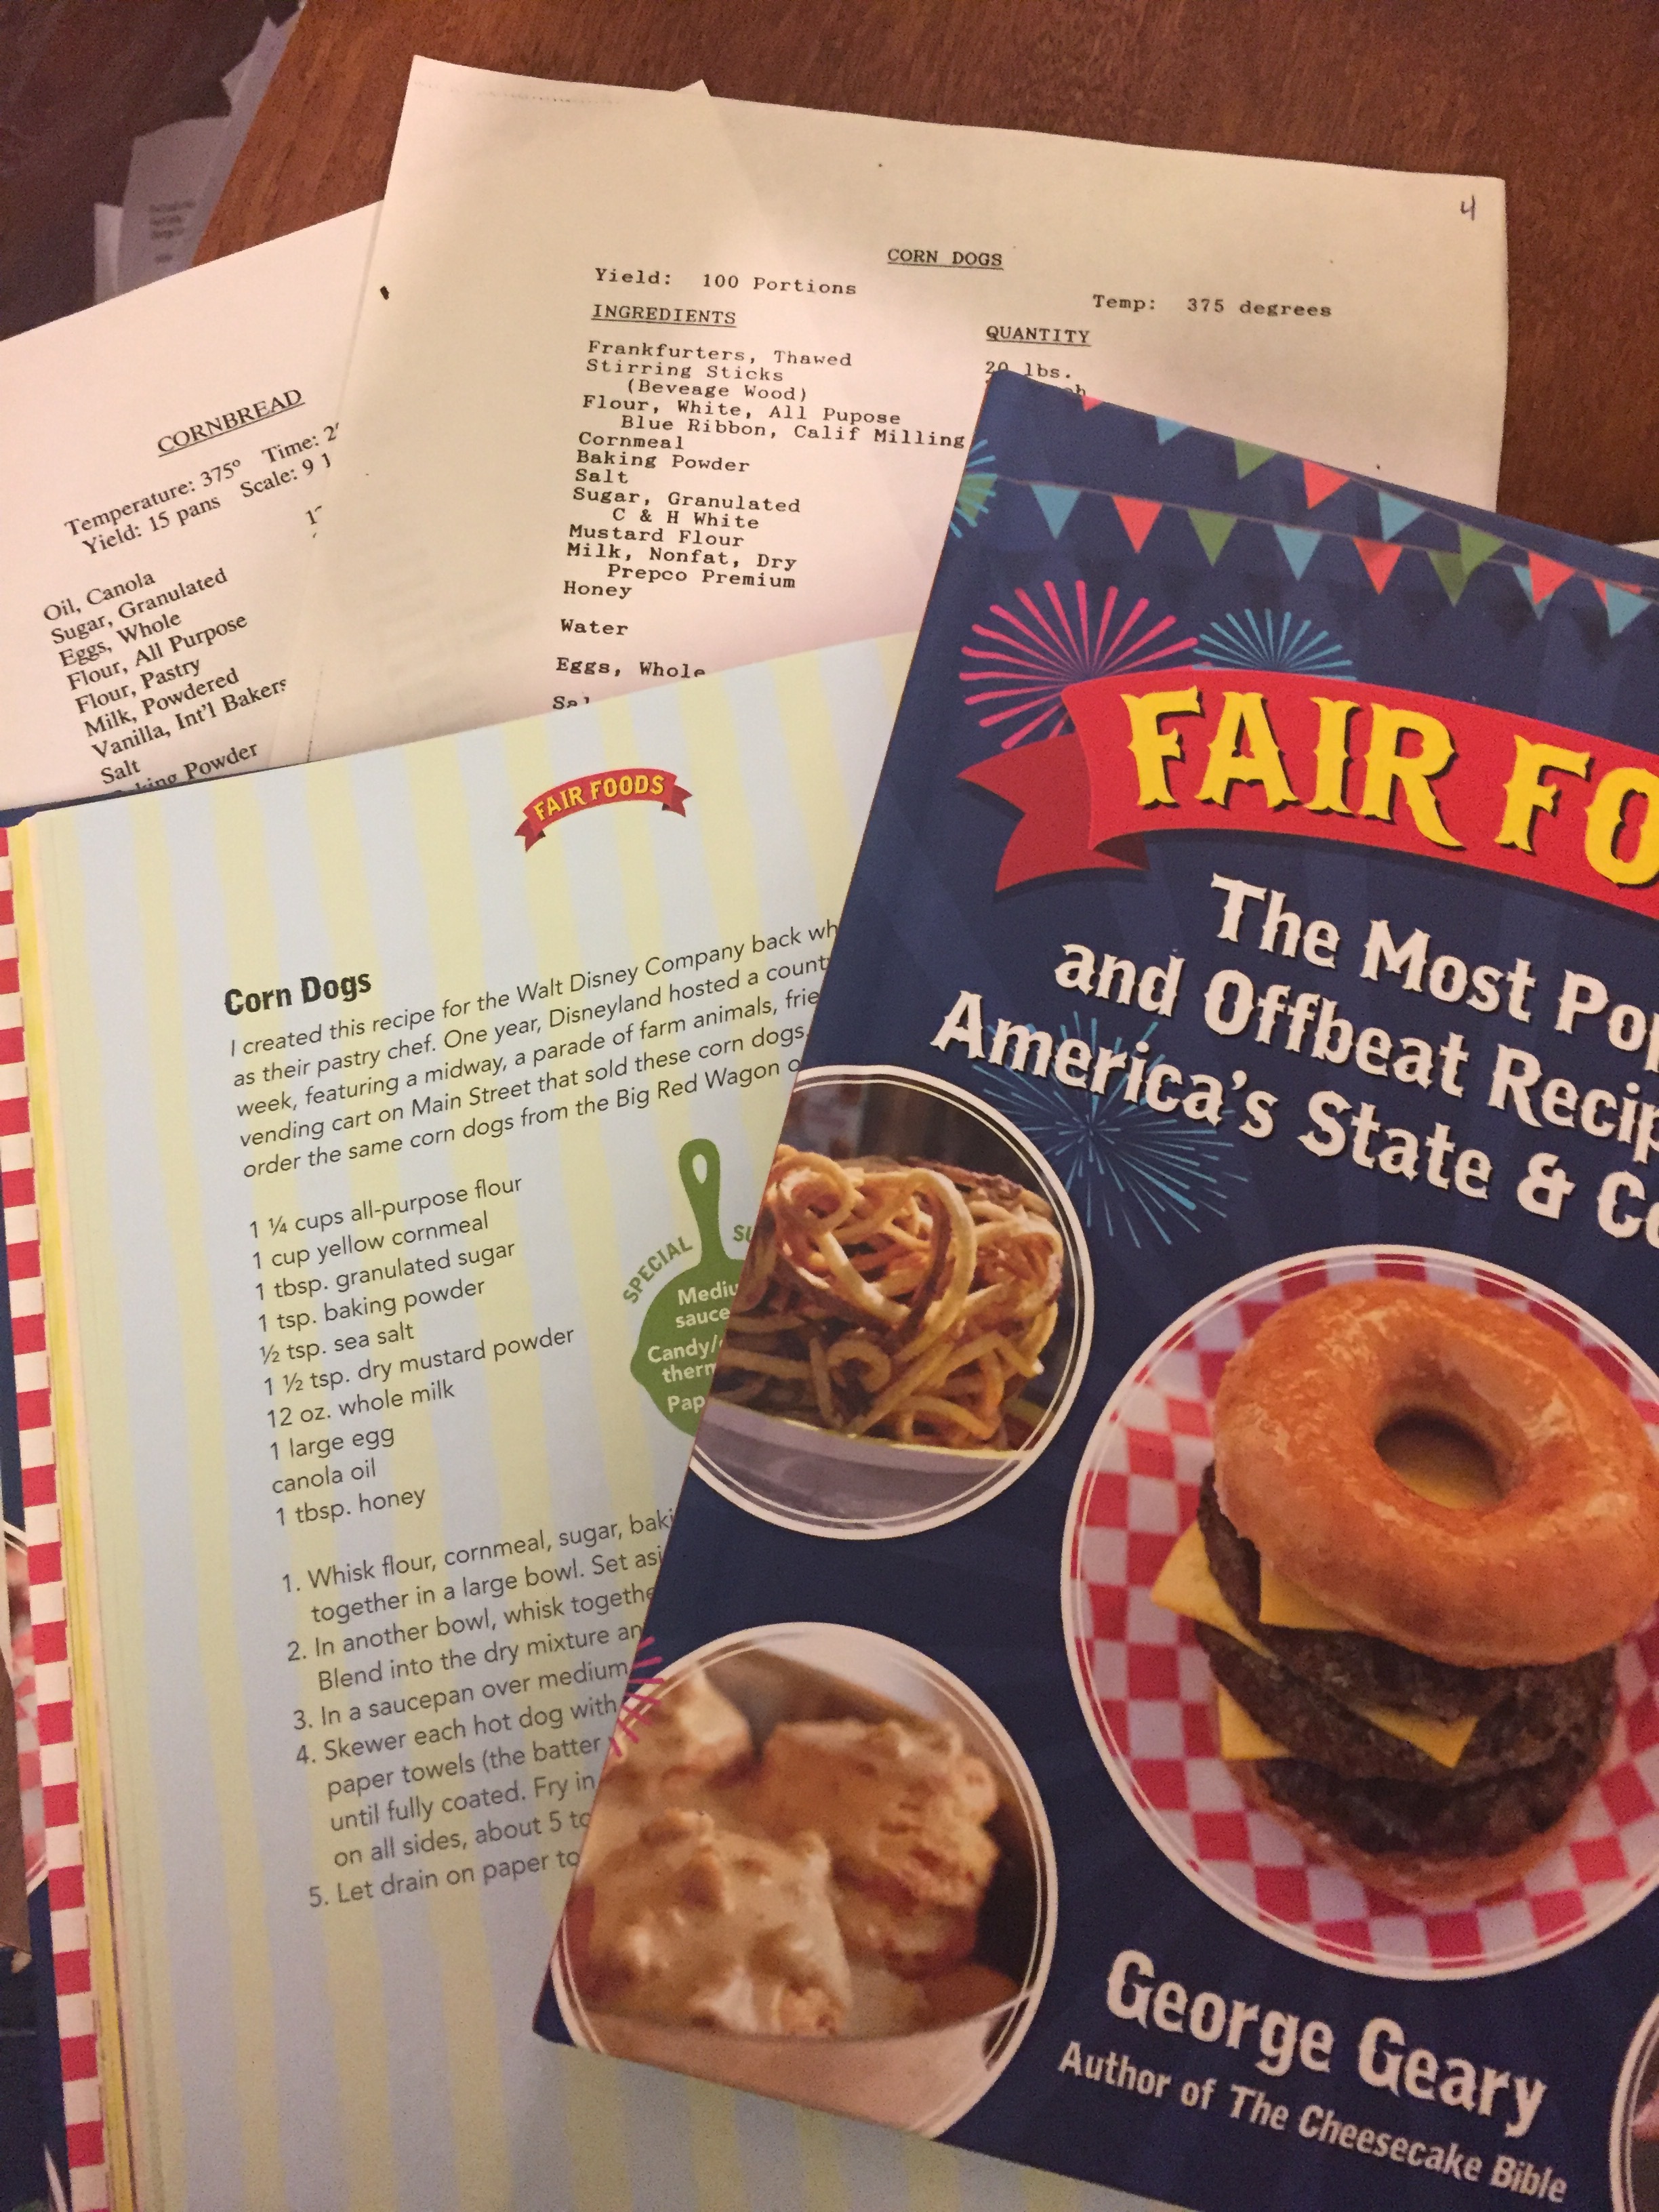 4
CORN DOGS
Yield: 100 Portions
Temp: 375 degrees
INGREDIENTS
QUANTITY
Frankfurters, Thawed
20 lbs.
Stirring Sticks
(Beveage Wood)
Flour, White, All Pupose
Blue Ribbon, Calif Milling
Cornmeal
Baking Powder
Salt
Sugar, Granulated
C & H White
Mustard Flour
Milk, Nonfat, Dry
Prepco Premium
Honey
Water
Eggs, Whole
CORNBREAD
Temperature: 375° Time:
Yield: 15 pans Scale: 9
Oil, Canola
Sugar, Granulated
Eggs, Whole
Flour, All Purpose
Flour, Pastry
Milk, Powdered
Vanilla, Int'l Bakers
Salt
Powder
FAIR FOODS
Corn Dogs
I created this recipe for the Walt Disney Company back
as their pastry chef. One year, Disneyland hosted a
week, featuring a midway, a parade of farm animals,
vending cart on Main Street that sold these corn dogs.
order the same corn dogs from the Big Red Wagon
1 ¼ cups all-purpose flour
1 cup yellow cornmeal
1 tbsp. granulated sugar
1 tsp. baking powder
½ tsp. sea salt
1 ½ tsp. dry mustard powder
12 oz. whole milk
1 large egg
canola oil
1 tbsp. honey
SPECIAL
1. Whisk flour, cornmeal, sugar,
together in a large bowl. Set
2. In another bowl, whisk
Blend into the dry mixture
3. In a saucepan over medium
4. Skewer each hot dog with
paper towels (the batter
until fully coated. Fry in
on all sides, about 5 to
5. Let drain on paper
FAIR FO
The Most
and Offbeat
America's State &
George Geary
Author of The Cheesecake Bible